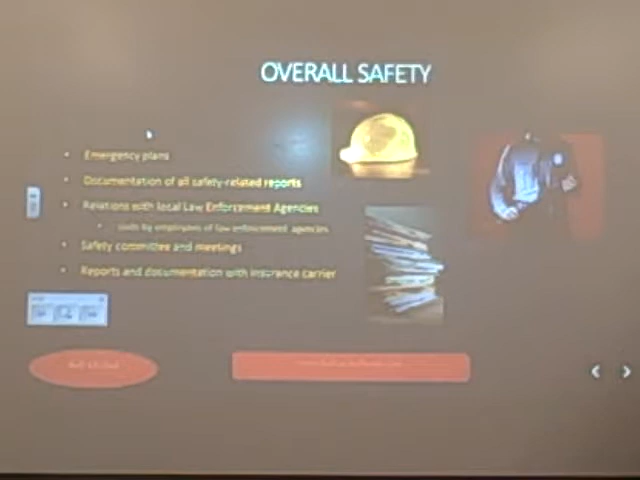 OVERALL SAFETY
Emergency plans
Documentation of all safety-related reports
Relations with local Law Enforcement Agencies
visits by employees of law enforcement agencies
Safety committee and meetings
Reports and documentation with insurance carrier